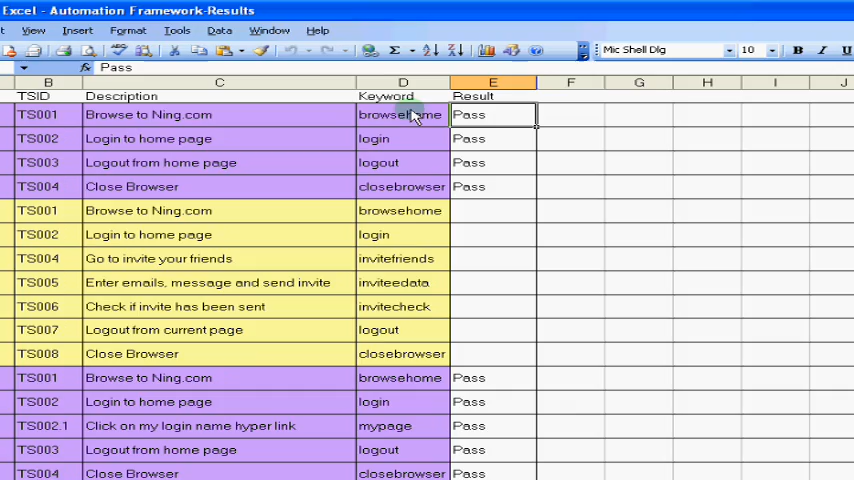 Excel - Automation Framework-Results
View Insert Format Tools Data Window Help
Σ Mic Shell Dlg 10 B I U
fx Pass
B C D E F G H I J
TSID Description Keyword Result
TS001 Browse to Ning.com browsehome Pass
TS002 Login to home page login Pass
TS003 Logout from home page logout Pass
TS004 Close Browser closebrowser Pass
TS001 Browse to Ning.com browsehome
TS002 Login to home page login
TS004 Go to invite your friends invitefriends
TS005 Enter emails, message and send invite inviteedata
TS006 Check if invite has been sent invitecheck
TS007 Logout from current page logout
TS008 Close Browser closebrowser
TS001 Browse to Ning.com browsehome Pass
TS002 Login to home page login Pass
TS002.1 Click on my login name hyper link mypage Pass
TS003 Logout from home page logout Pass
TS004 Close Browser closebrowser Pass